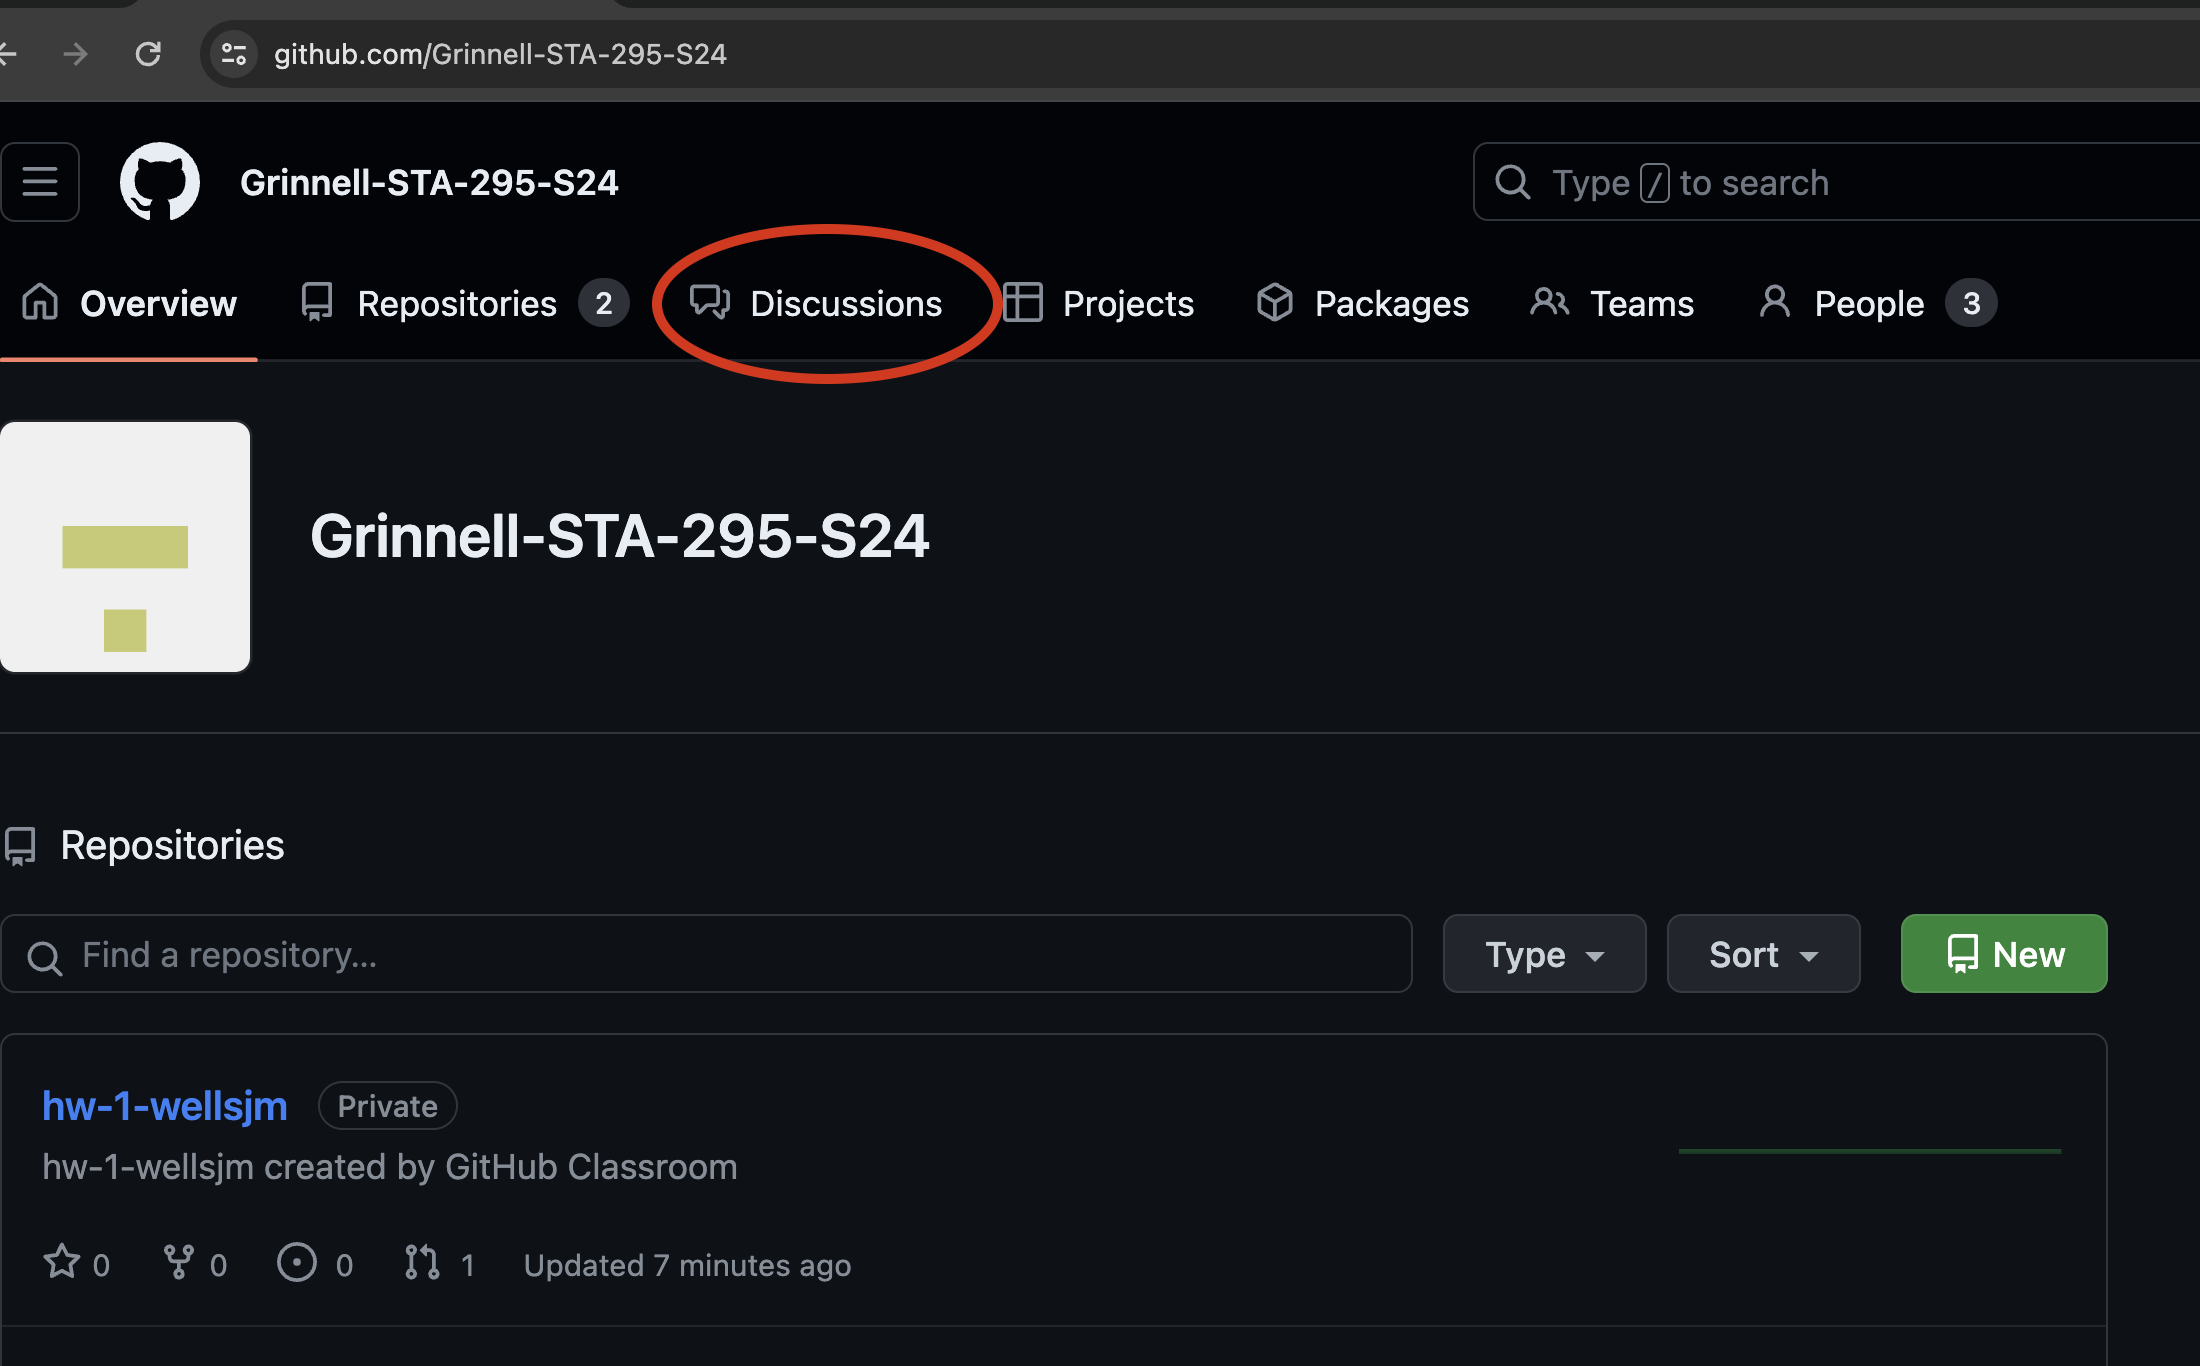 github.com/Grinnell-STA-295-S24
Grinnell-STA-295-S24
Type / to search
Overview Repositories 2 Discussions Projects Packages Teams People 3
Grinnell-STA-295-S24
Repositories
Find a repository...
Type Sort New
hw-1-wellsjm Private
hw-1-wellsjm created by GitHub Classroom
0 0 0 1 Updated 7 minutes ago